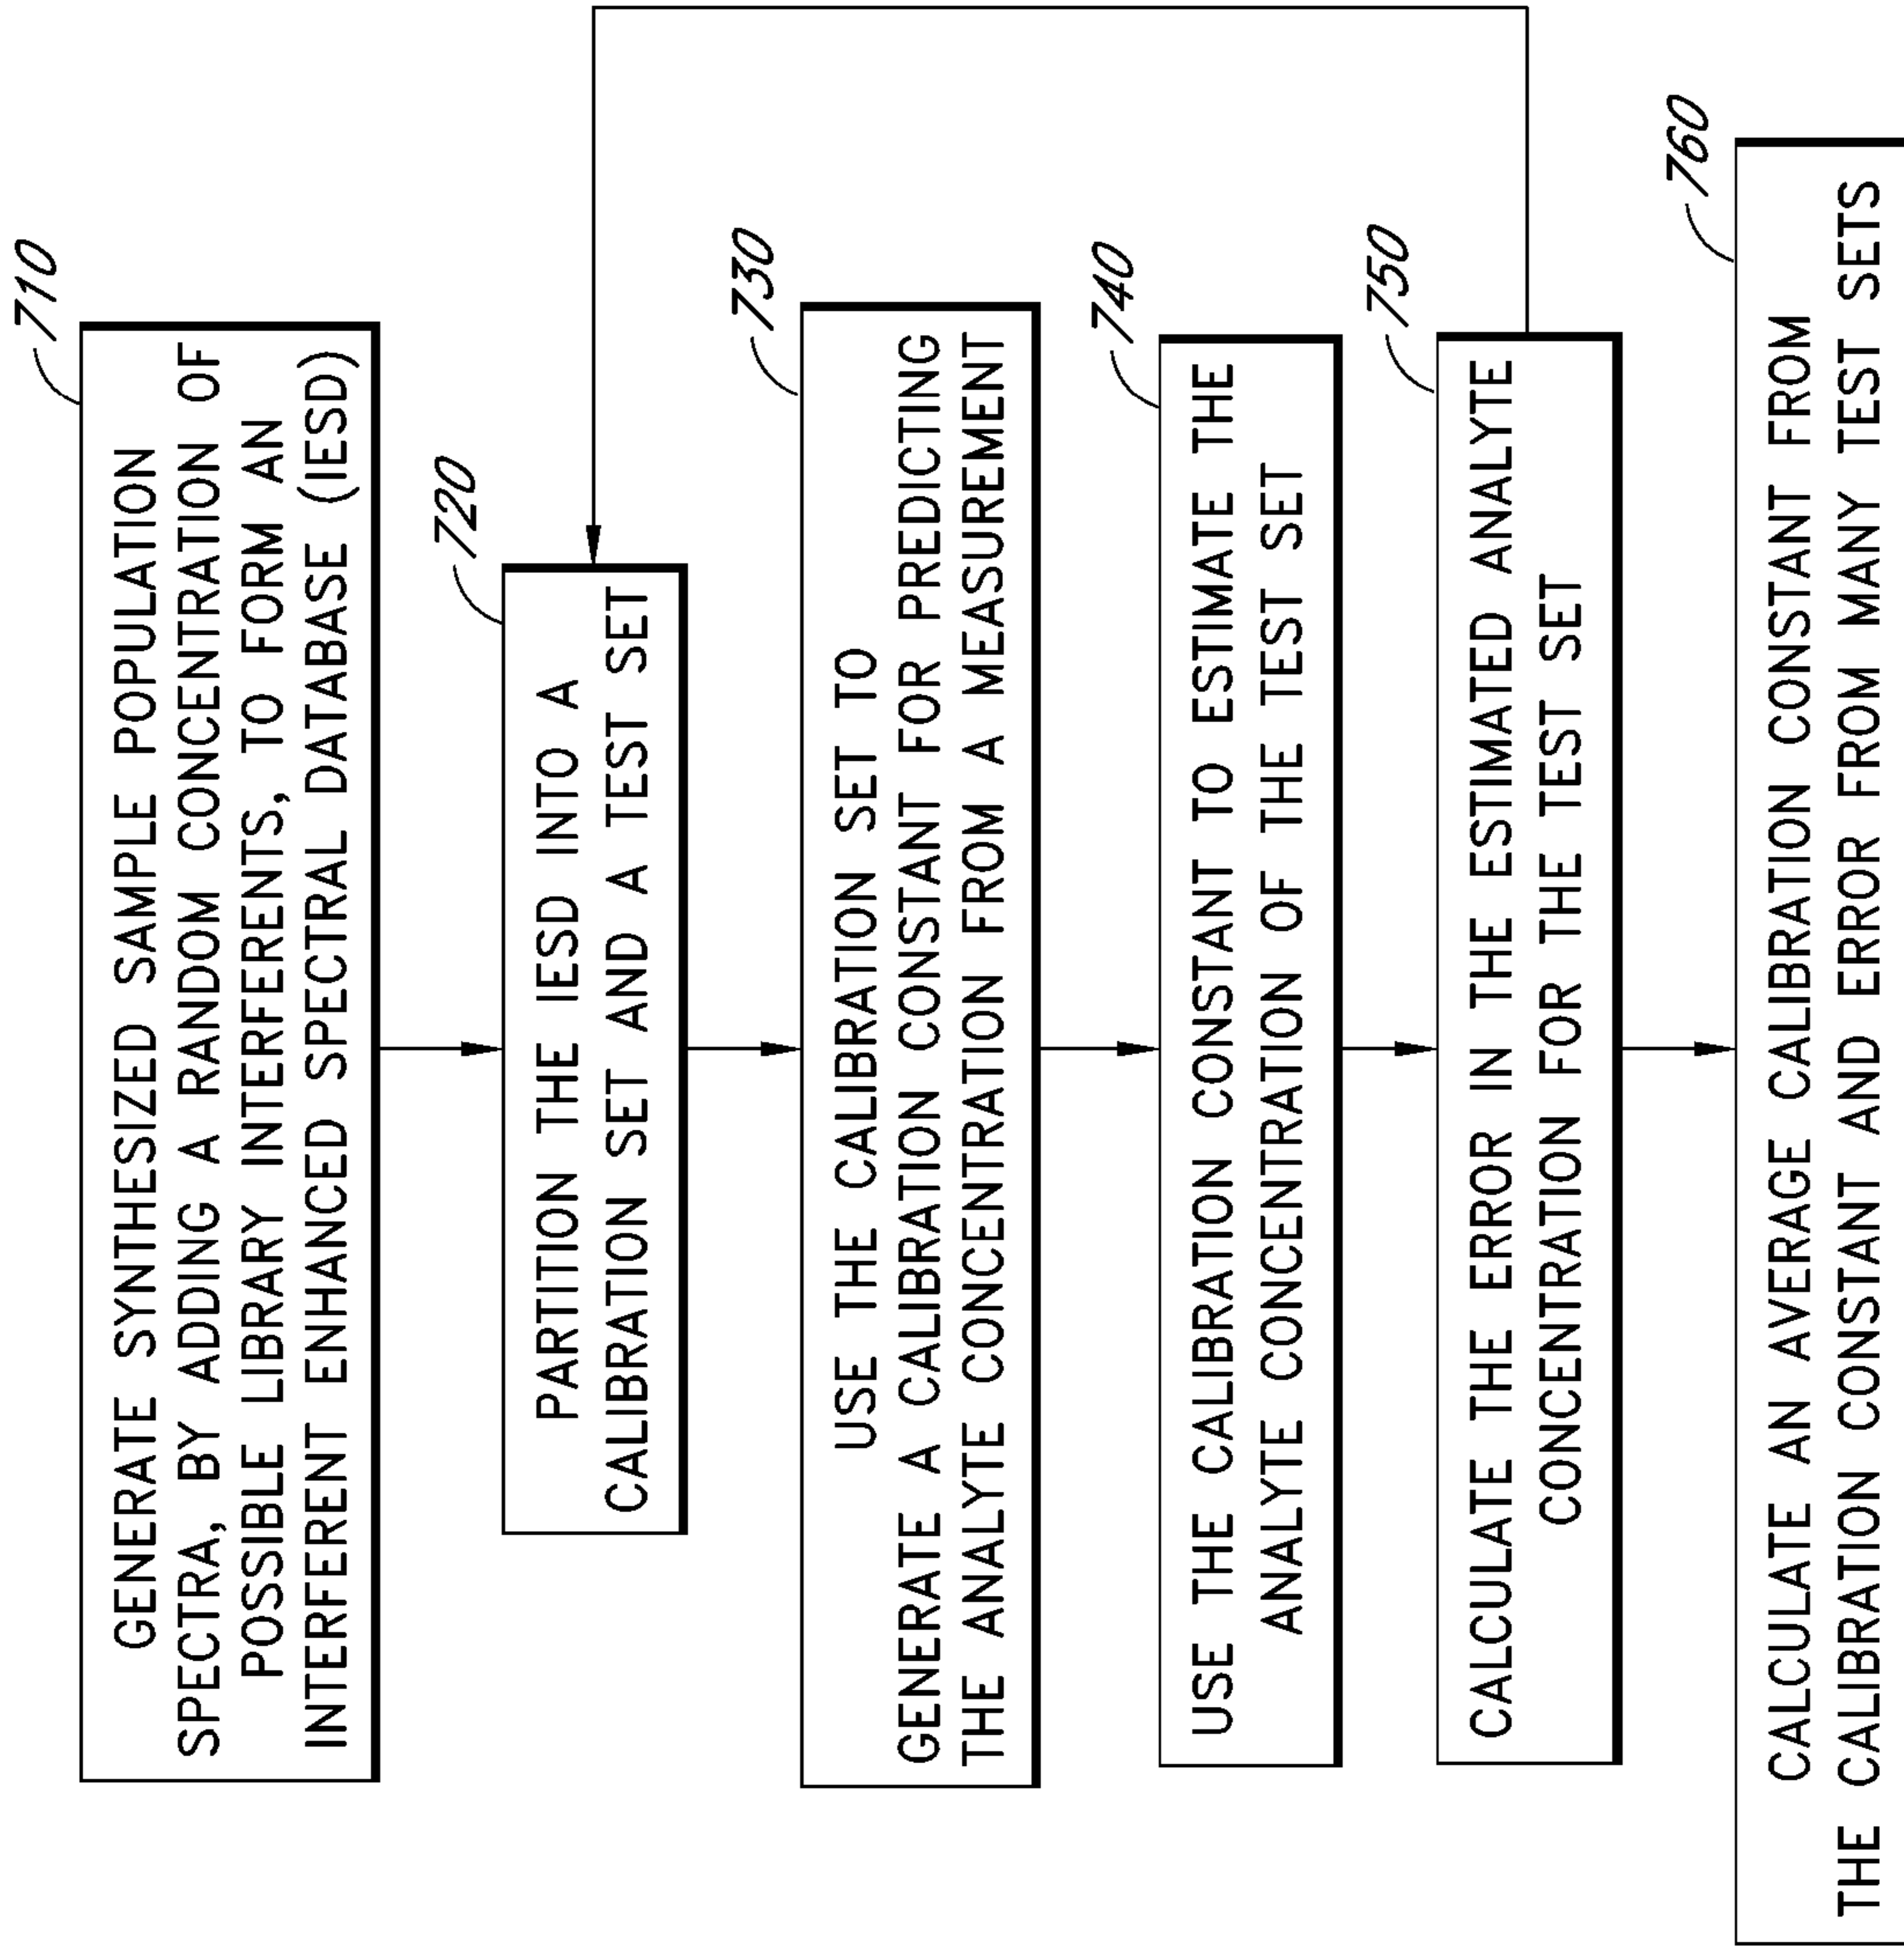 710
GENERATE SYNTHESIZED SAMPLE POPULATION
SPECTRA, BY ADDING A RANDOM CONCENTRATION OF
POSSIBLE LIBRARY INTERFERENTS, TO FORM AN
INTERFERENT ENHANCED SPECTRAL DATABASE (IESD)
720
PARTITION THE IESD INTO A
CALIBRATION SET AND A TEST SET
730
USE THE CALIBRATION SET TO
GENERATE A CALIBRATION CONSTANT FOR PREDICTING
THE ANALYTE CONCENTRATION FROM A MEASUREMENT
740
USE THE CALIBRATION CONSTANT TO ESTIMATE THE
ANALYTE CONCENTRATION OF THE TEST SET
750
CALCULATE THE ERROR IN THE ESTIMATED ANALYTE
CONCENTRATION FOR THE TEST SET
760
CALCULATE AN AVERAGE CALIBRATION CONSTANT FROM
THE CALIBRATION CONSTANT AND ERROR FROM MANY TEST SETS